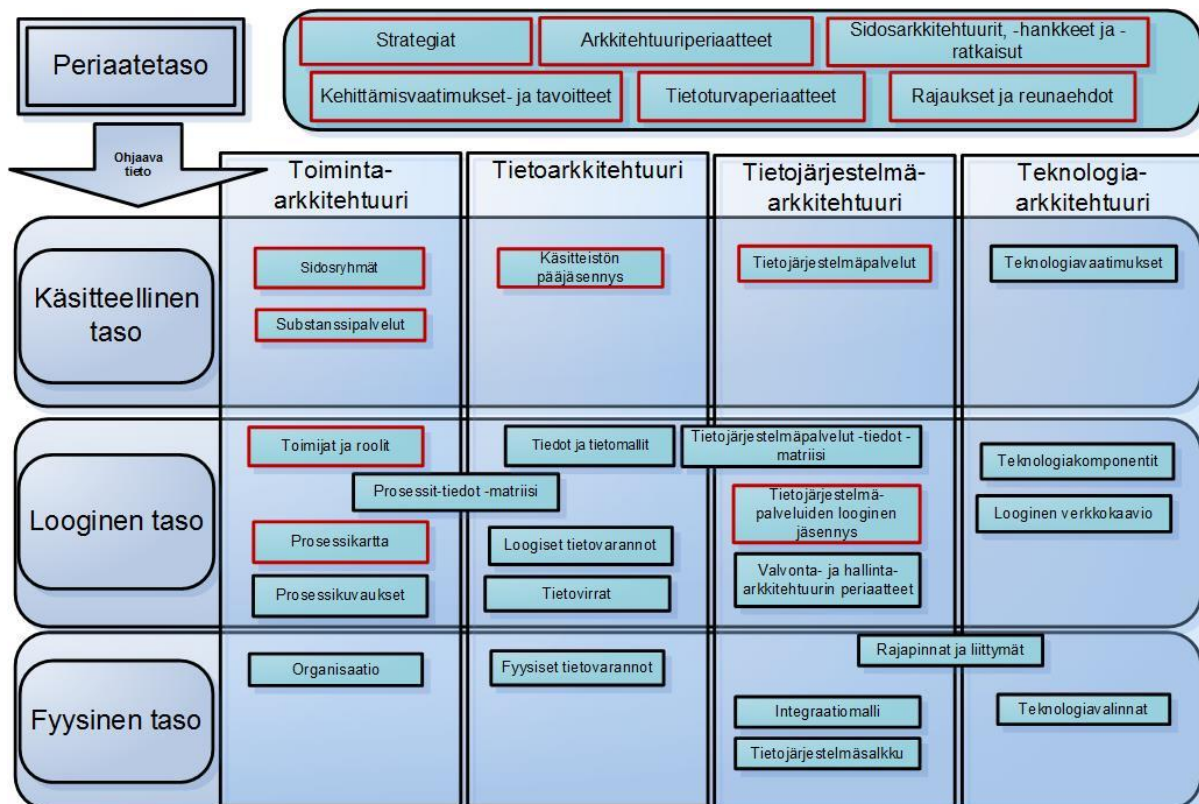 Periaatetaso
Strategiat
Arkkitehtuuriperiaatteet
Sidosarkkitehtuurit, -hankkeet ja -
ratkaisut
Kehittämisvaatimukset- ja tavoitteet
Tietoturvaperiaatteet
Rajaukset ja reunaehdot
Ohjaava
tieto
Toiminta-
arkkitehtuuri
Tietoarkkitehtuuri
Tietojärjestelmä-
arkkitehtuuri
Teknologia-
arkkitehtuuri
Käsitteellinen
taso
Sidosryhmät
Substanssipalvelut
Käsitteistön
pääjäsennys
Tietojärjestelmäpalvelut
Teknologiavaatimukset
Looginen taso
Toimijat ja roolit
Tiedot ja tietomallit
Tietojärjestelmäpalvelut -tiedot -
matriisi
Teknologiakomponentit
Prosessit-tiedot -matriisi
Tietojärjestelmä-
palveluiden looginen
jäsennys
Looginen verkkokaavio
Prosessikartta
Loogiset tietovarannot
Valvonta- ja hallinta-
arkkitehtuurin periaatteet
Prosessikuvaukset
Tietovirrat
Fyysinen taso
Organisaatio
Fyysiset tietovarannot
Rajapinnat ja liittymät
Integraatiomalli
Teknologiavalinnat
Tietojärjestelmäsalkku